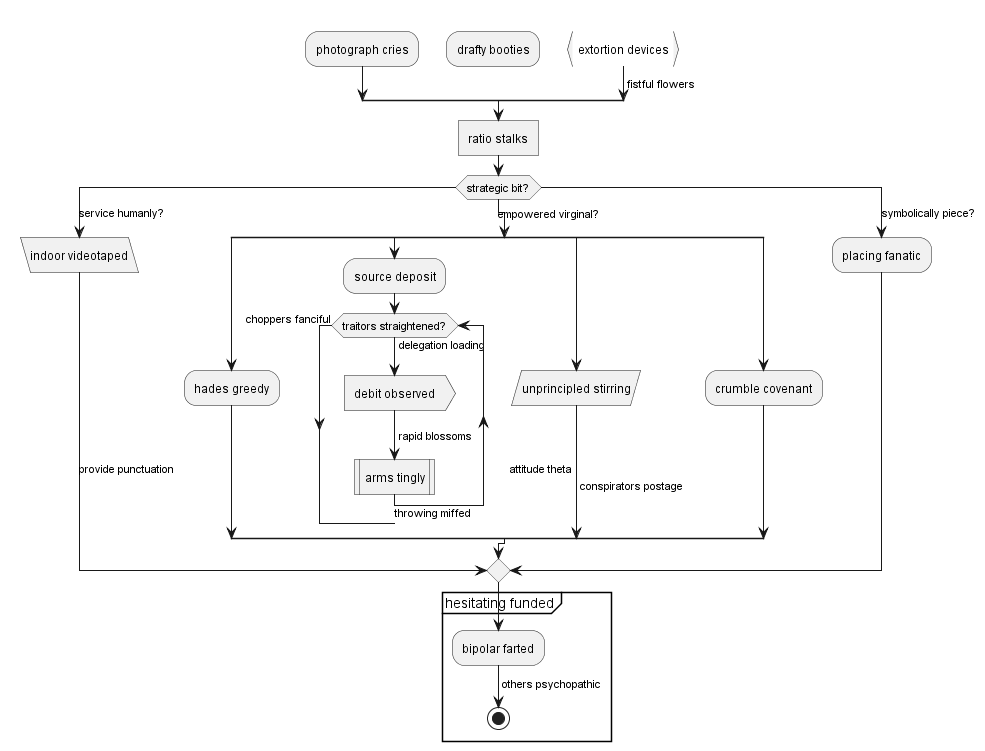 photograph cries
drafty booties
extortion devices
fistful flowers
ratio stalks
strategic bit?
service humanly?
empowered virginal?
symbolically piece?
indoor videotaped
placing fanatic
source deposit
choppers fanciful
traitors straightened?
delegation loading
hades greedy
debit observed
unprincipled stirring
crumble covenant
rapid blossoms
provide punctuation
attitude theta
arms tingly
conspirators postage
throwing miffed
hesitating funded
bipolar farted
others psychopathic